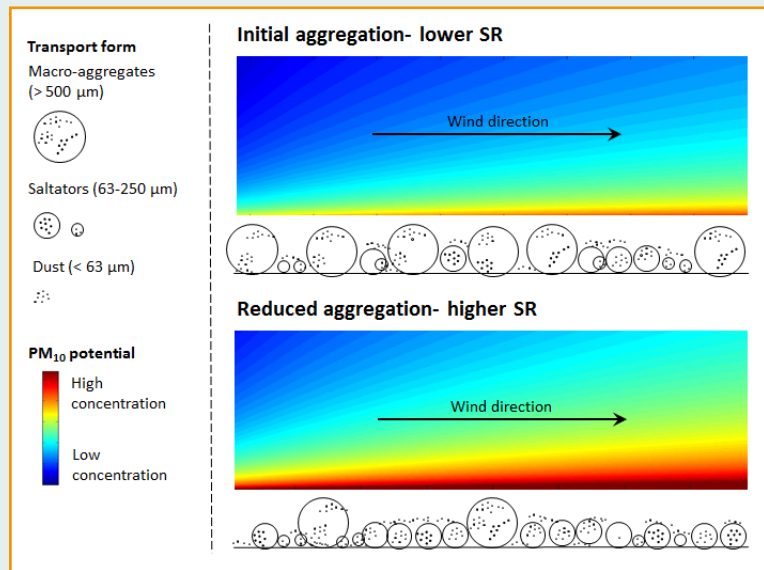 Transport form
Macro-aggregates
(> 500 µm)
Saltators (63-250 µm)
Dust (< 63 µm)
PM10 potential
High
concentration
Low
concentration
Initial aggregation- lower SR
Wind direction
Reduced aggregation- higher SR
Wind direction